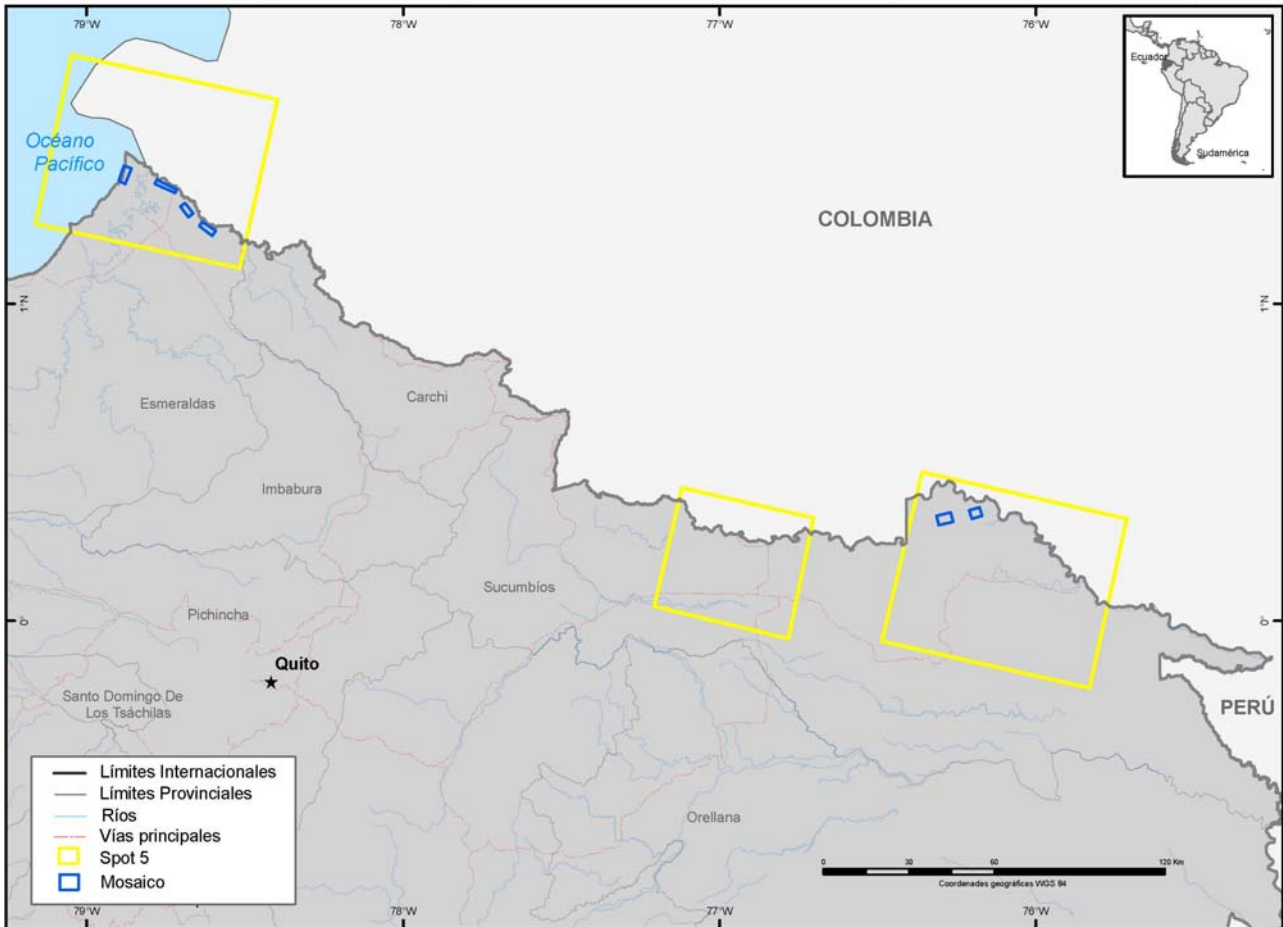 79°W
78°W
77°W
76°W
Ecuador
Sudamérica
Océano
Pacífico
COLOMBIA
1°N
1°N
Esmeraldas
Carchi
Imbabura
Sucumbíos
Pichincha
0°
0°
Quito
Santo Domingo De
Los Tsáchilas
PERÚ
Orellana
Límites Internacionales
Límites Provinciales
Ríos
Vías principales
Spot 5
Mosaico
0 30 60 120 Km
Coordenadas geográficas WGS 84
79°W
78°W
77°W
76°W